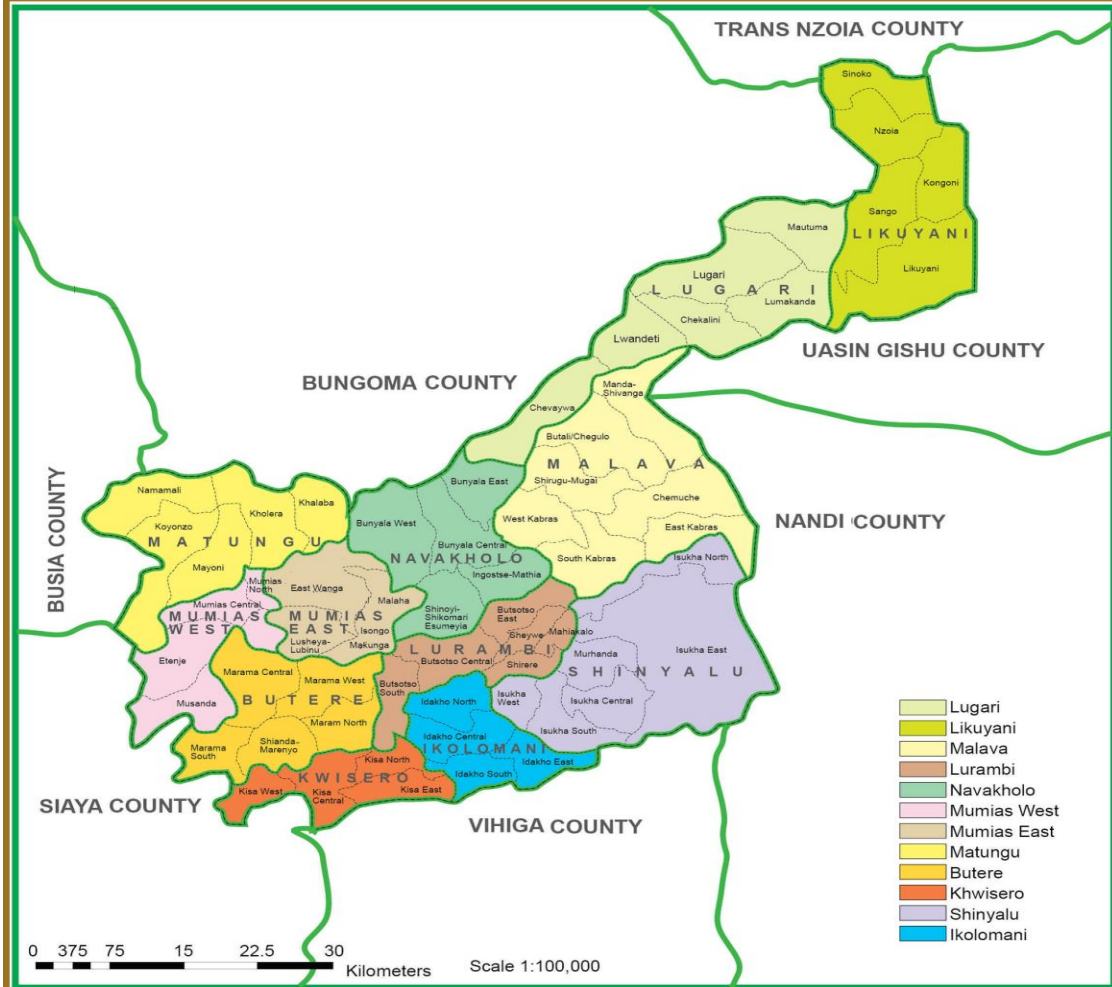 TRANS NZOIA COUNTY
Sinoko
Nzoia
Kongoni
Sango
LIKUYANI
Likuyani
Mautuma
Lugari
LUGARI
Lumakanda
Chekalini
Lwandeti
UASIN GISHU COUNTY
BUNGOMA COUNTY
Manda-
Shivanga
Chevaywa
Butali/Chegulo
MALAVA
Shirugu-Mugal
Chemuche
West Kabras
East Kabras
South Kabras
NANDI COUNTY
BUSIA COUNTY
Namamali
Khalaba
Kholera
Koyonzo
MATUNGU
Mayoni
Bunyala East
Bunyala West
Bunyala Central
NAVAKHOLO
Ingostse-Mathia
Shinoyi-
Shikomari
Esumeyia
Mumias
North
Mumias Central
MUMIAS
WEST
Etenje
Musanda
East Wanga
Malaha
MUMIAS
EAST
Isongo
Lusheya-
Lubinu
Makunga
Butsotso
East
Sheywe
Mahiakalo
LURAMBI
Butsotso Central
Shirere
Butsotso
South
Isukha North
Isukha East
Murhanda
SHINYALU
Isukha
West
Isukha Central
Isukha South
Marama Central
Marama West
BUTERE
Maram North
Marama
South
Shianda-
Marenyo
Idakho North
Idakho Central
IKOLOMANI
Idakho East
Idakho South
Kisa North
KWISERO
Kisa West
Kisa
Central
Kisa East
SIAYA COUNTY
VIHIGA COUNTY
Lugari
Likuyani
Malava
Lurambi
Navakholo
Mumias West
Mumias East
Matungu
Butere
Khwisero
Shinyalu
Ikolomani
0 375 75 15 22.5 30
Kilometers
Scale 1:100,000